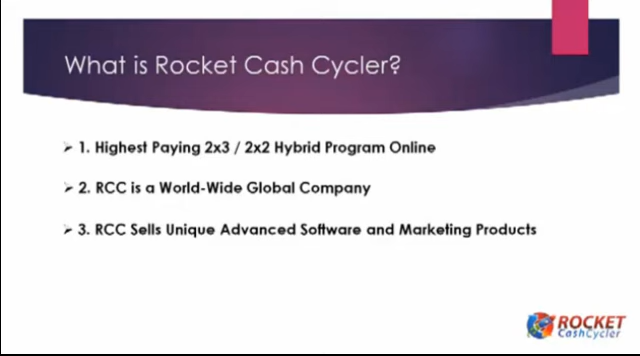 What is Rocket Cash Cycler?
➢ 1. Highest Paying 2x3 / 2x2 Hybrid Program Online
➢ 2. RCC is a World-Wide Global Company
➢ 3. RCC Sells Unique Advanced Software and Marketing Products
ROCKET
CashCycler